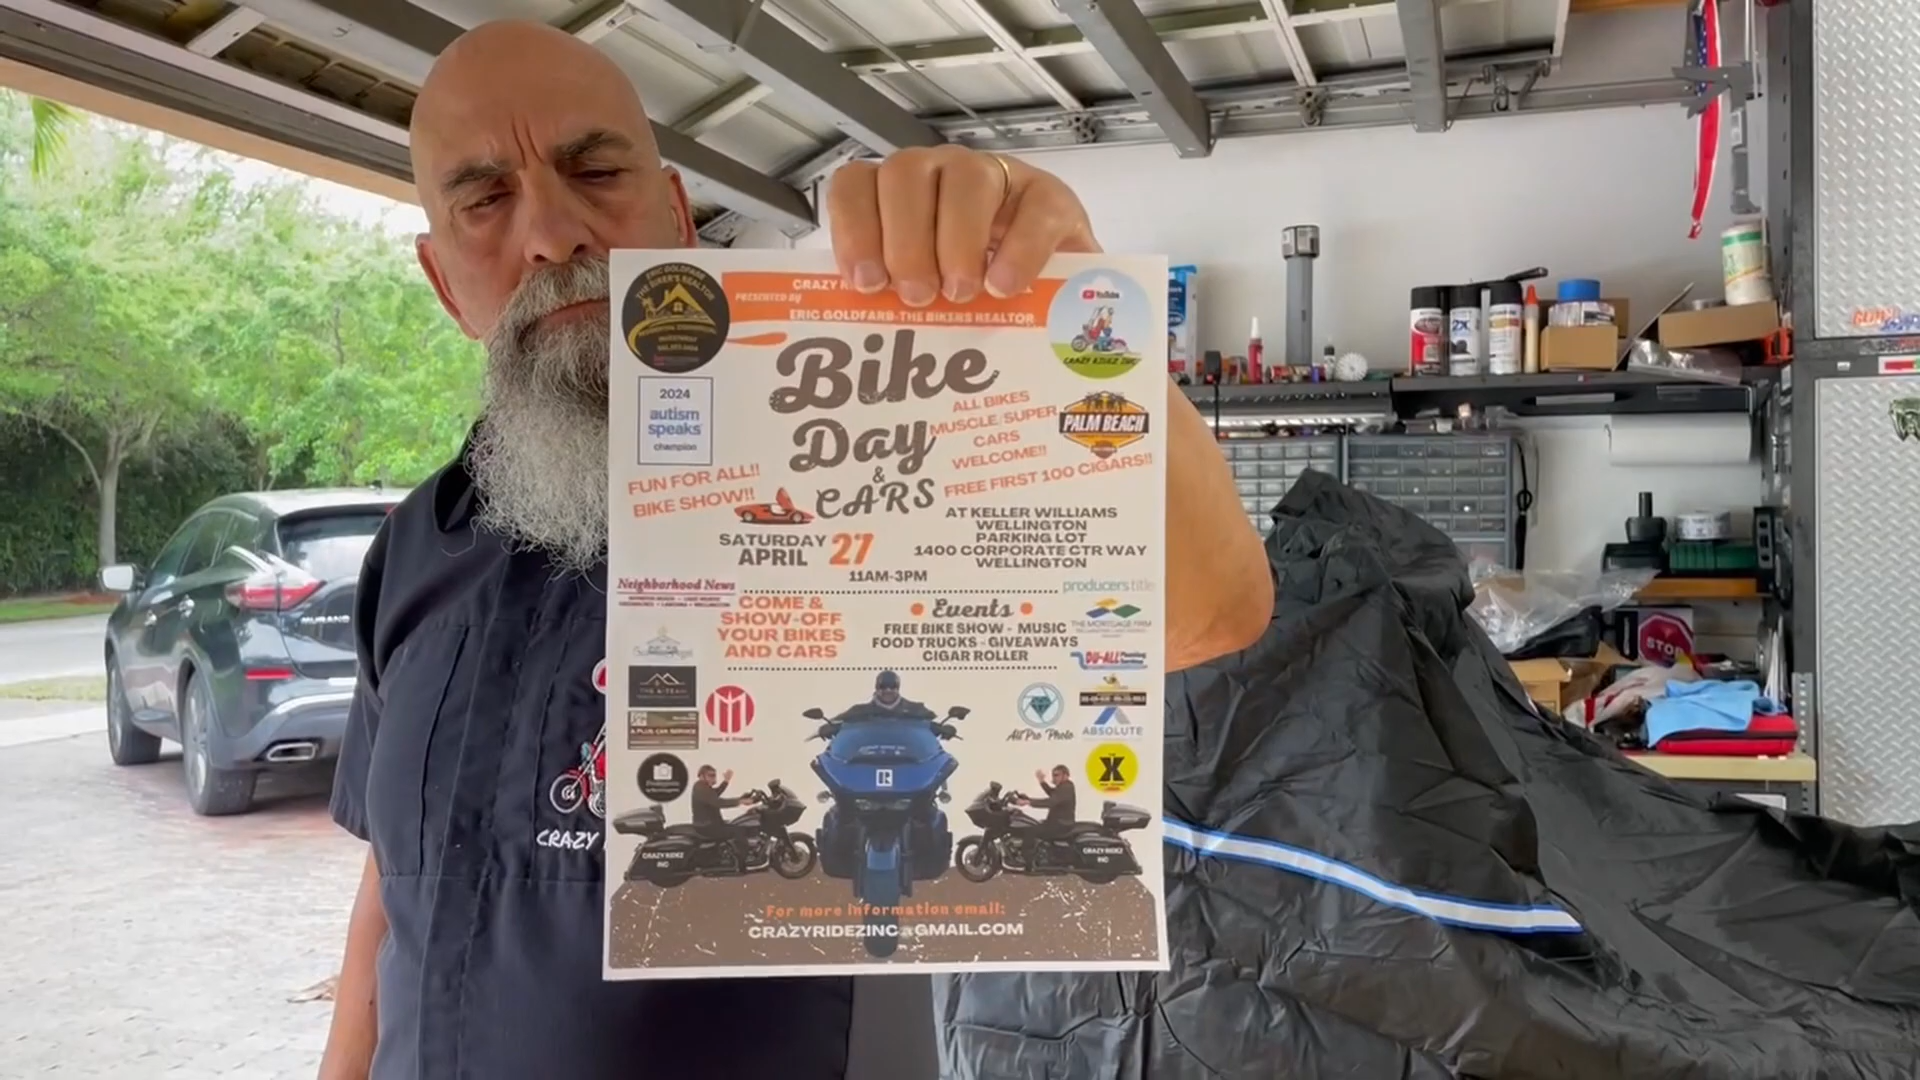 CRAZY
PRESENTED BY
ERIC GOLDFARB-THE BIKERS REALTOR
ERIC GOLDFARB
THE BIKER'S REALTOR
YouTube
CRAZY RIDEZ INC
Bike
Day
&
CARS
2024
autism
speaks
champion
ALL BIKES
MUSCLE/SUPER
CARS
WELCOME!!
PALM BEACH
FREE FIRST 100 CIGARS!!
FUN FOR ALL!!
BIKE SHOW!!
AT KELLER WILLIAMS
WELLINGTON
PARKING LOT
1400 CORPORATE CTR WAY
WELLINGTON
SATURDAY
APRIL 27
11AM-3PM
Neighborhood News
producers title
COME &
SHOW-OFF
YOUR BIKES
AND CARS
Events
FREE BIKE SHOW - MUSIC
FOOD TRUCKS - GIVEAWAYS
CIGAR ROLLER
THE MORTGAGE FIRM
DU-ALL Plumbing
Services
THE A TEAM
A PLUS CAR SERVICE
AllPro Photo
ABSOLUTE
X
R
CRAZY RIDEZ
INC
CRAZY RIDEZ
INC
For more information email:
CRAZYRIDEZINC@GMAIL.COM
CRAZY
MURANO
2X
STOP